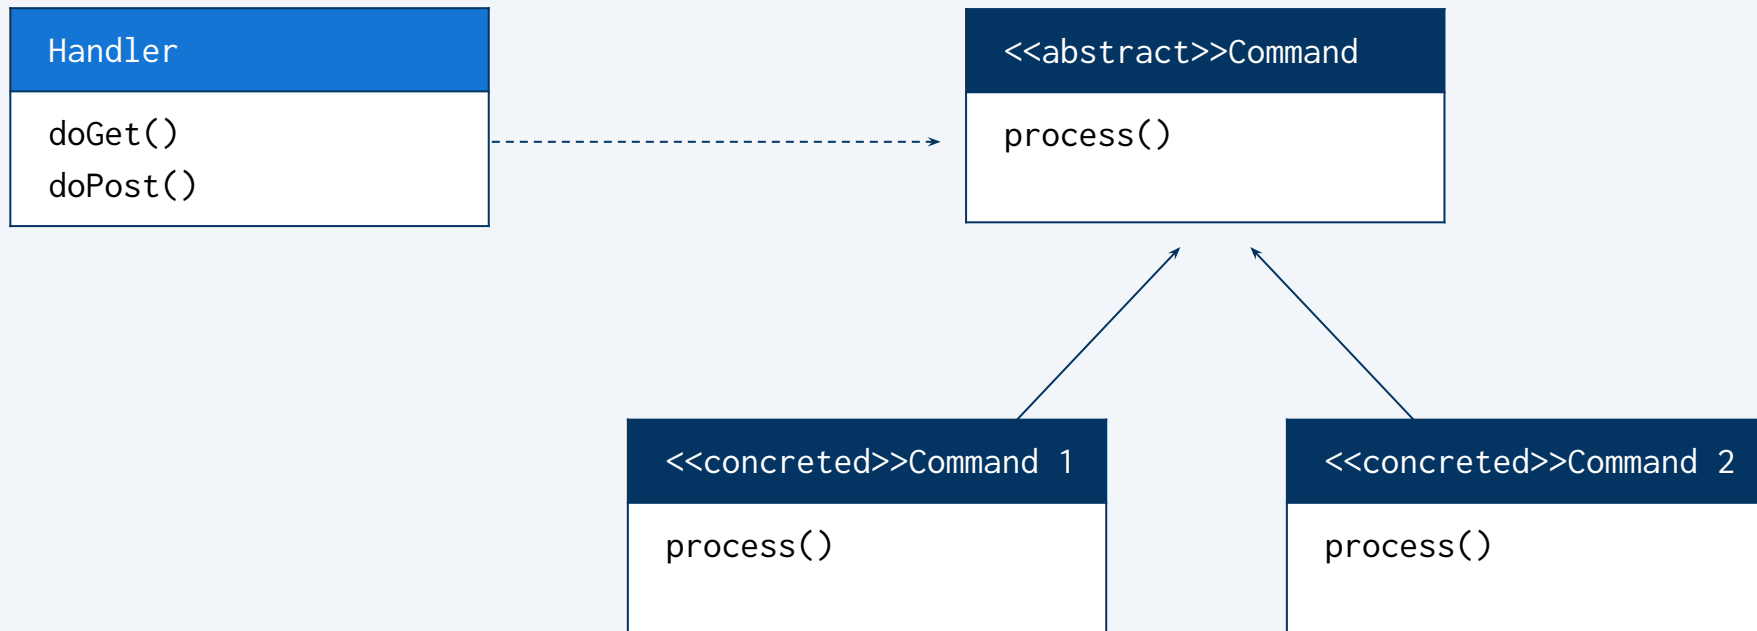 Handler
doGet()
doPost()
<<abstract>>Command
process()
<<concreted>>Command 1
process()
<<concreted>>Command 2
process()